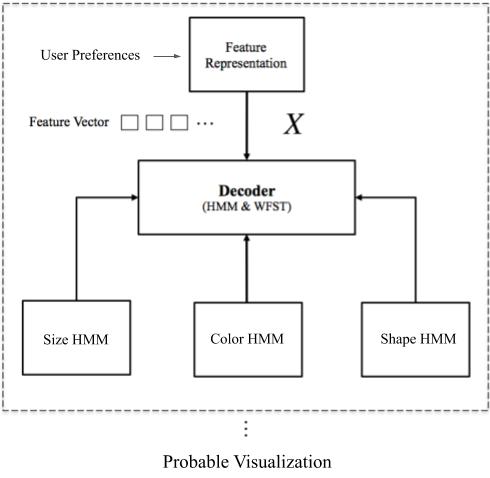 Feature
Representation
User Preferences
Feature Vector
...
X
Decoder
(HMM & WFST)
Size HMM
Color HMM
Shape HMM
Probable Visualization